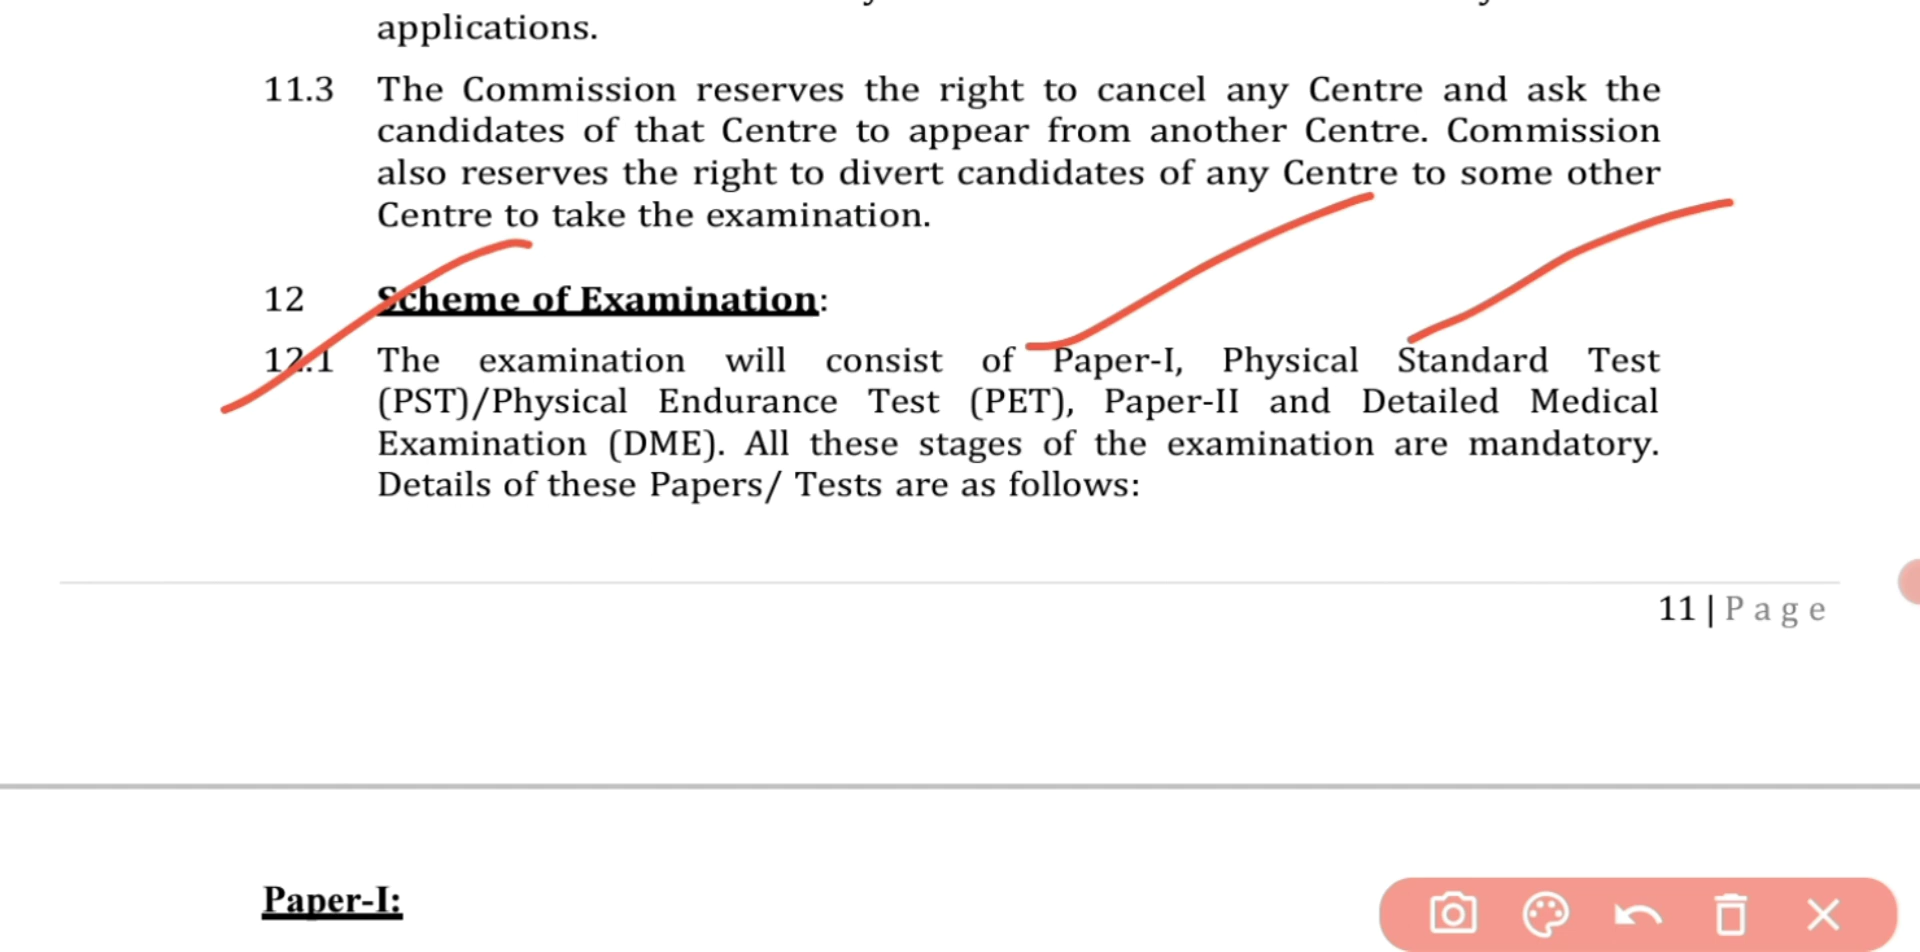 applications.
11.3 The Commission reserves the right to cancel any Centre and ask the
candidates of that Centre to appear from another Centre. Commission
also reserves the right to divert candidates of any Centre to some other
Centre to take the examination.
12 Scheme of Examination:
12.1 The examination will consist of Paper-I, Physical Standard Test
(PST)/Physical Endurance Test (PET), Paper-II and Detailed Medical
Examination (DME). All these stages of the examination are mandatory.
Details of these Papers/ Tests are as follows:
11 | P a g e
Paper-I: